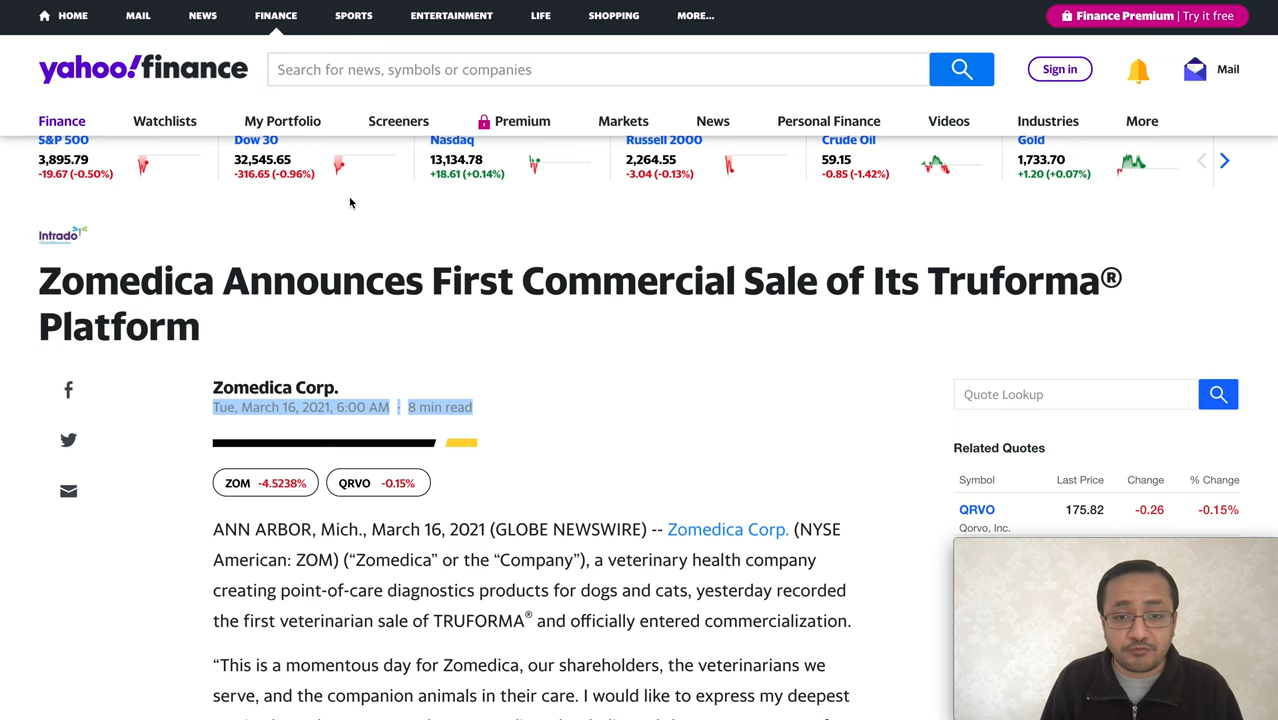 HOME MAIL NEWS FINANCE SPORTS ENTERTAINMENT LIFE SHOPPING MORE... Finance Premium | Try it free
yahoo!finance Search for news, symbols or companies Sign in Mail
Finance Watchlists My Portfolio Screeners Premium Markets News Personal Finance Videos Industries More
S&P 500 Dow 30 Nasdaq Russell 2000 Crude Oil Gold
3,895.79 32,545.65 13,134.78 2,264.55 59.15 1,733.70
-19.67 (-0.50%) -316.65 (-0.96%) +18.61 (+0.14%) -3.04 (-0.13%) -0.85 (-1.42%) +1.20 (+0.07%)
Intrado
GlobeNewswire
Zomedica Announces First Commercial Sale of Its Truforma®
Platform
Zomedica Corp.
Tue, March 16, 2021, 6:00 AM · 8 min read
Quote Lookup
Related Quotes
ZOM -4.5238% QRVO -0.15%
Symbol Last Price Change % Change
QRVO 175.82 -0.26 -0.15%
Qorvo, Inc.
ANN ARBOR, Mich., March 16, 2021 (GLOBE NEWSWIRE) -- Zomedica Corp. (NYSE
American: ZOM) (“Zomedica” or the “Company”), a veterinary health company
creating point-of-care diagnostics products for dogs and cats, yesterday recorded
the first veterinarian sale of TRUFORMA® and officially entered commercialization.
“This is a momentous day for Zomedica, our shareholders, the veterinarians we
serve, and the companion animals in their care. I would like to express my deepest